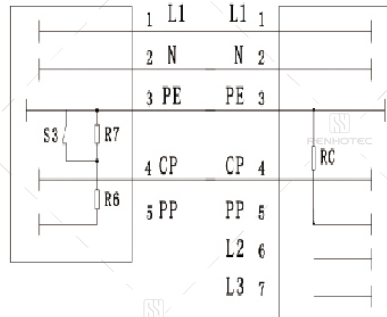 1 L1 L1 1
2 N N 2
3 PE PE 3
S3 R7 RENHOTEC RC
4 CP CP 4
R6
5 PP PP 5
L2 6
L3 7